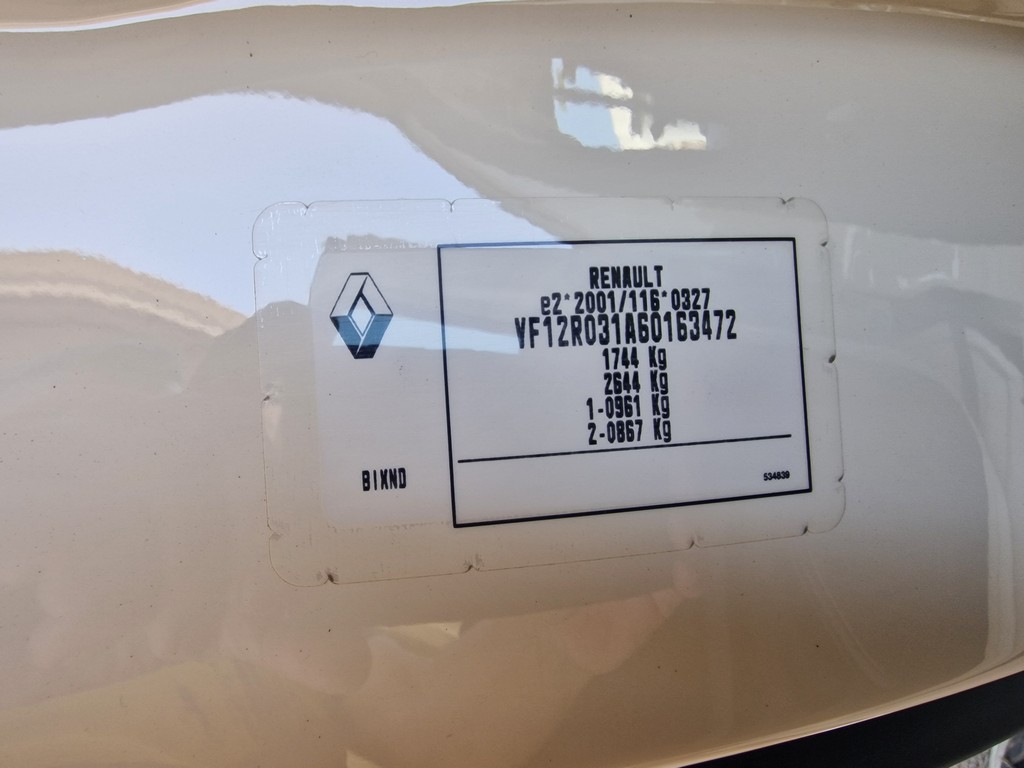 RENAULT
e2*2001/116*0327
VF12R031A60163472
1744 Kg
2644 Kg
1-0961 Kg
2-0867 Kg
BIXND
534839